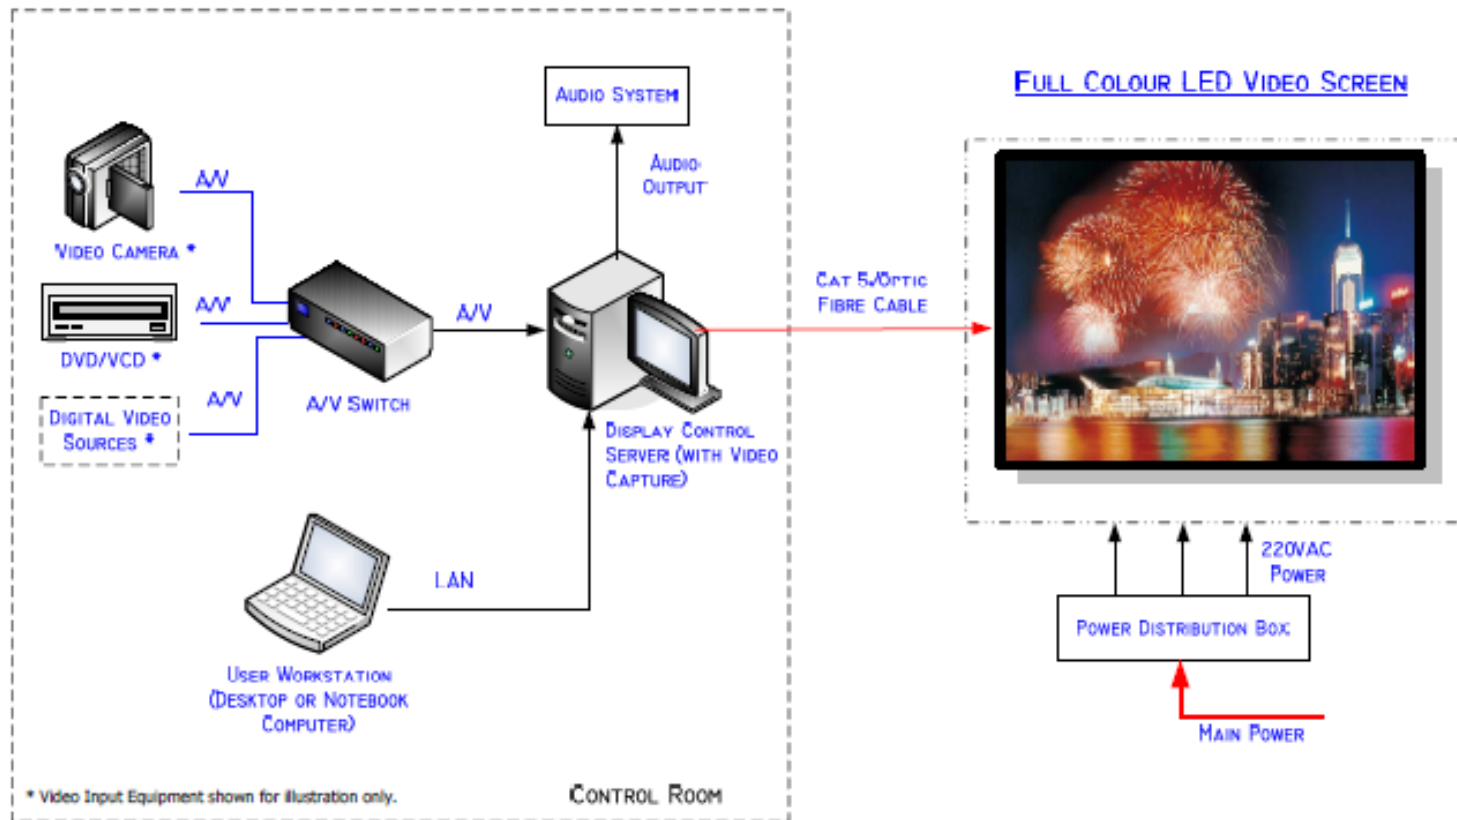 AUDIO SYSTEM
FULL COLOUR LED VIDEO SCREEN
AUDIO
OUTPUT
A/V
VIDEO CAMERA *
A/V
DVD/VCD *
A/V
DIGITAL VIDEO
SOURCES *
A/V SWITCH
A/V
CAT 5/OPTIC
FIBRE CABLE
DISPLAY CONTROL
SERVER (WITH VIDEO
CAPTURE)
LAN
USER WORKSTATION
(DESKTOP OR NOTEBOOK
COMPUTER)
220VAC
POWER
POWER DISTRIBUTION BOX
MAIN POWER
* Video Input Equipment shown for illustration only.
CONTROL ROOM